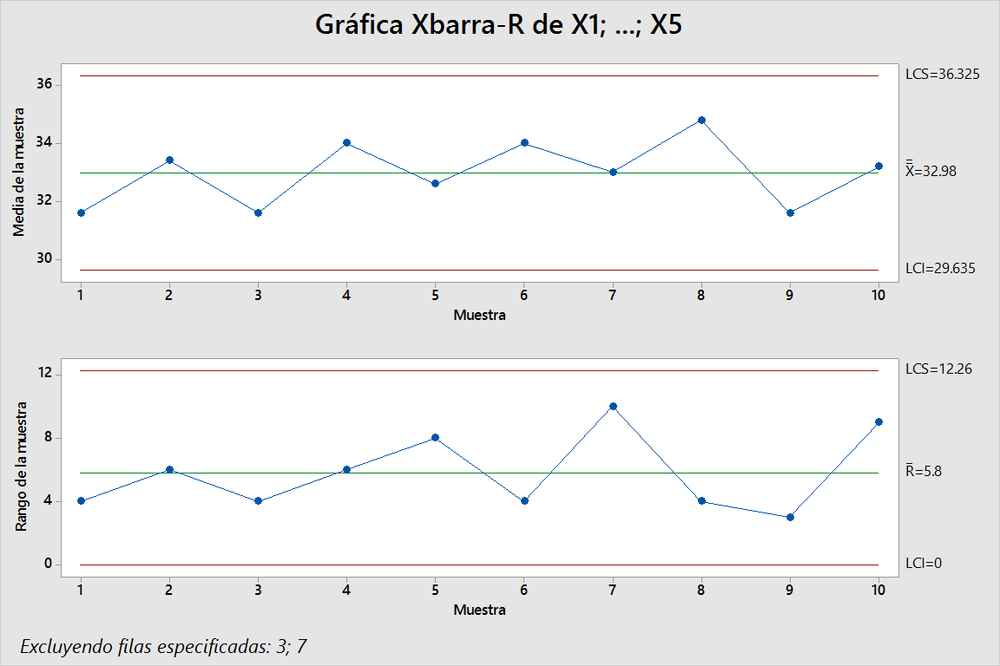 Gráfica Xbarra-R de X1; ...; X5
Media de la muestra
36
34
32
30
LCS=36.325
X̿=32.98
LCI=29.635
1 2 3 4 5 6 7 8 9 10
Muestra
Rango de la muestra
12
8
4
0
LCS=12.26
R̅=5.8
LCI=0
1 2 3 4 5 6 7 8 9 10
Muestra
Excluyendo filas especificadas: 3; 7